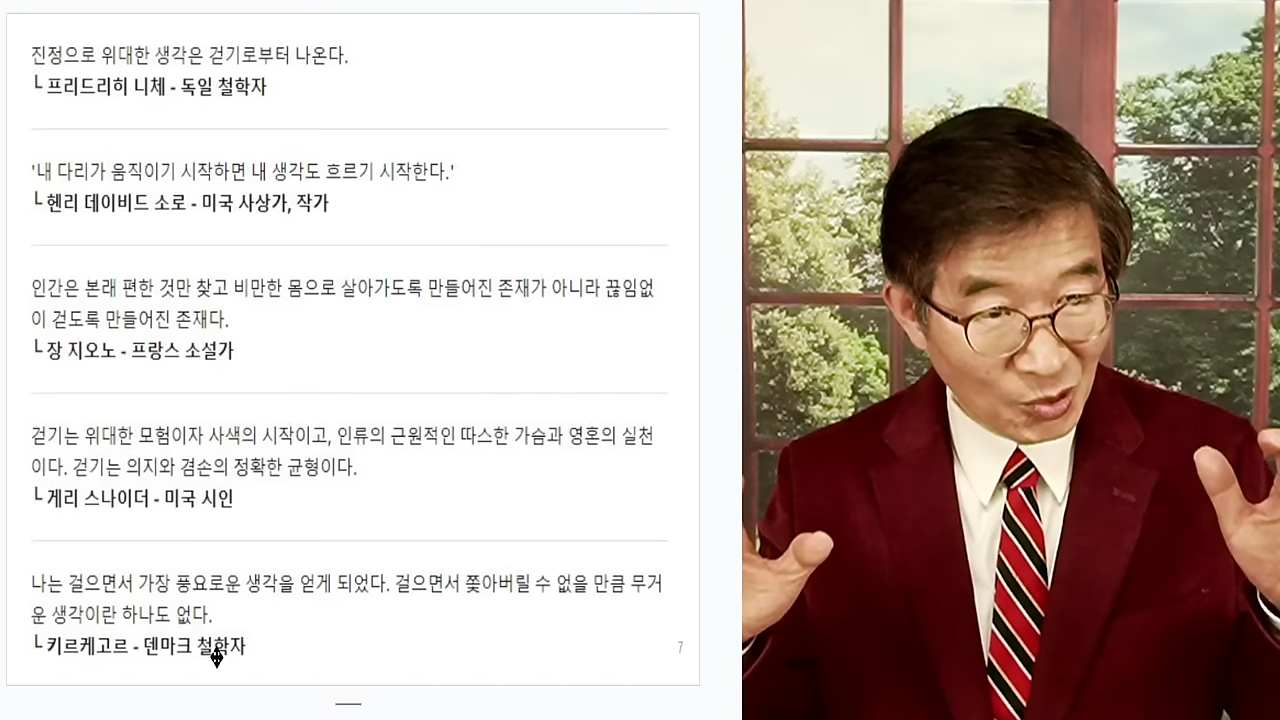 진정으로 위대한 생각은 걷기로부터 나온다.
└ 프리드리히 니체 - 독일 철학자
'내 다리가 움직이기 시작하면 내 생각도 흐르기 시작한다.'
└ 헨리 데이비드 소로 - 미국 사상가, 작가
인간은 본래 편한 것만 찾고 비만한 몸으로 살아가도록 만들어진 존재가 아니라 끊임없
이 걷도록 만들어진 존재다.
└ 장 지오노 - 프랑스 소설가
걷기는 위대한 모험이자 사색의 시작이고, 인류의 근원적인 따스한 가슴과 영혼의 실천
이다. 걷기는 의지와 겸손의 정확한 균형이다.
└ 게리 스나이더 - 미국 시인
나는 걸으면서 가장 풍요로운 생각을 얻게 되었다. 걸으면서 쫓아버릴 수 없을 만큼 무거
운 생각이란 하나도 없다.
└ 키르케고르 - 덴마크 철학자
7